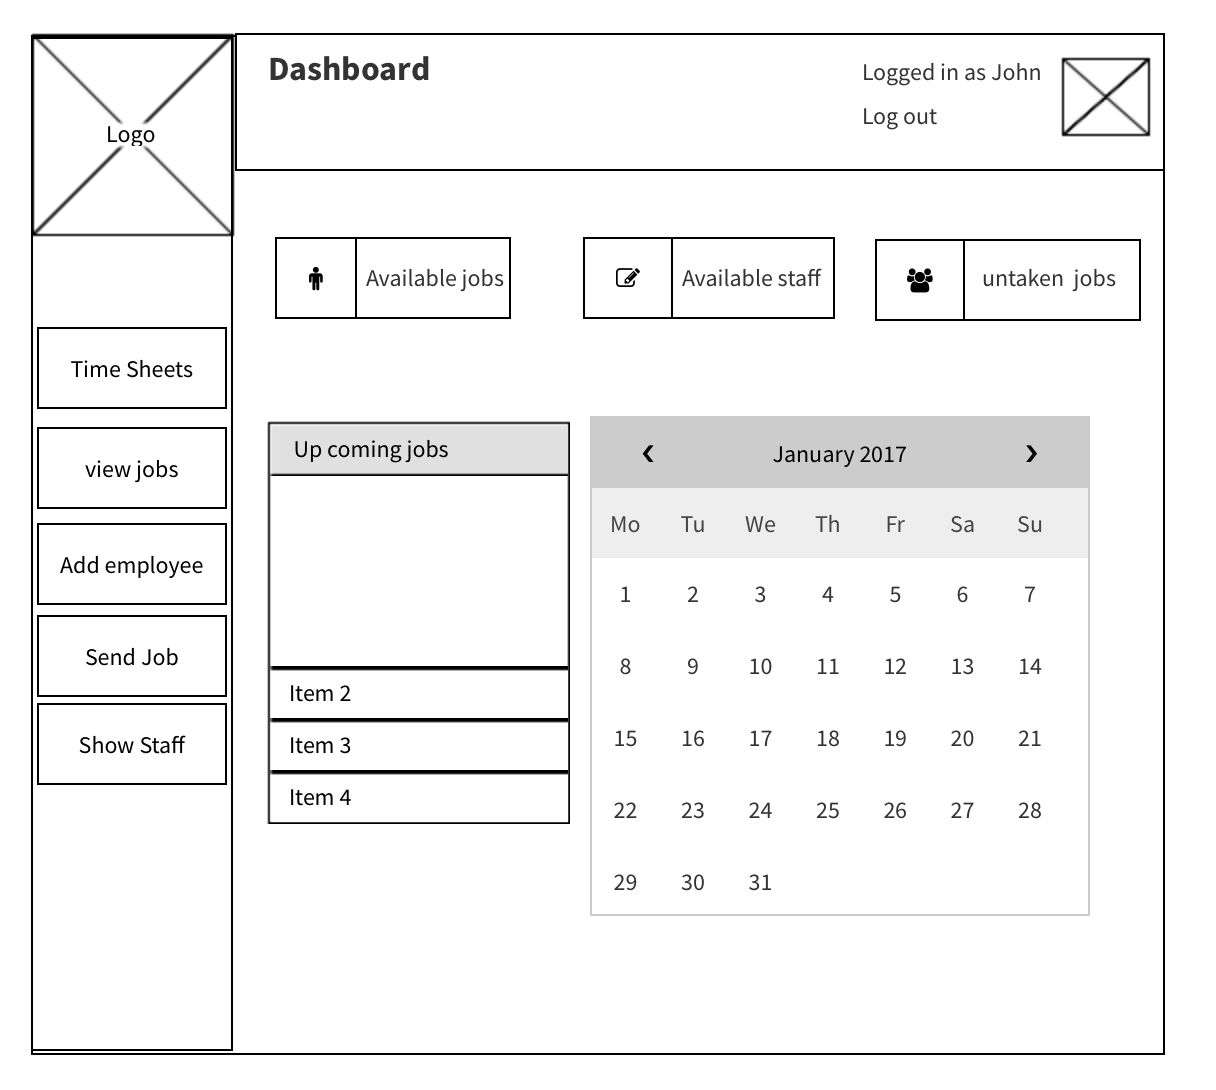 Logo
Dashboard
Logged in as John
Log out
Available jobs
Available staff
untaken  jobs
Time Sheets
view jobs
Add employee
Send Job
Show Staff
Up coming jobs
Item 2
Item 3
Item 4
❮ January 2017 ❯
Mo Tu We Th Fr Sa Su
1 2 3 4 5 6 7
8 9 10 11 12 13 14
15 16 17 18 19 20 21
22 23 24 25 26 27 28
29 30 31